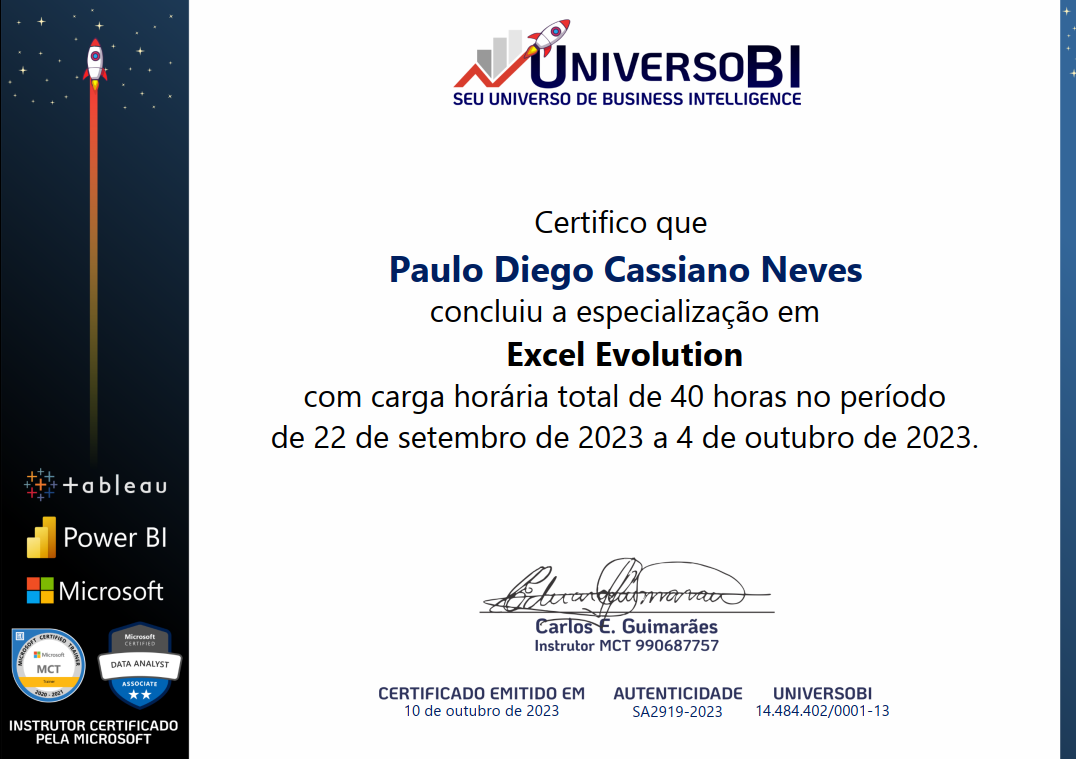 UNIVERSOBI
SEU UNIVERSO DE BUSINESS INTELLIGENCE
Certifico que
Paulo Diego Cassiano Neves
concluiu a especialização em
Excel Evolution
com carga horária total de 40 horas no período
de 22 de setembro de 2023 a 4 de outubro de 2023.
Carlos E. Guimarães
Instrutor MCT 990687757
CERTIFICADO EMITIDO EM
10 de outubro de 2023
AUTENTICIDADE
SA2919-2023
UNIVERSOBI
14.484.402/0001-13
+ableau
Power BI
Microsoft
MICROSOFT CERTIFIED TRAINER
Microsoft
MCT
Trainer
2020 - 2021
Microsoft
CERTIFIED
DATA ANALYST
ASSOCIATE
INSTRUTOR CERTIFICADO
PELA MICROSOFT